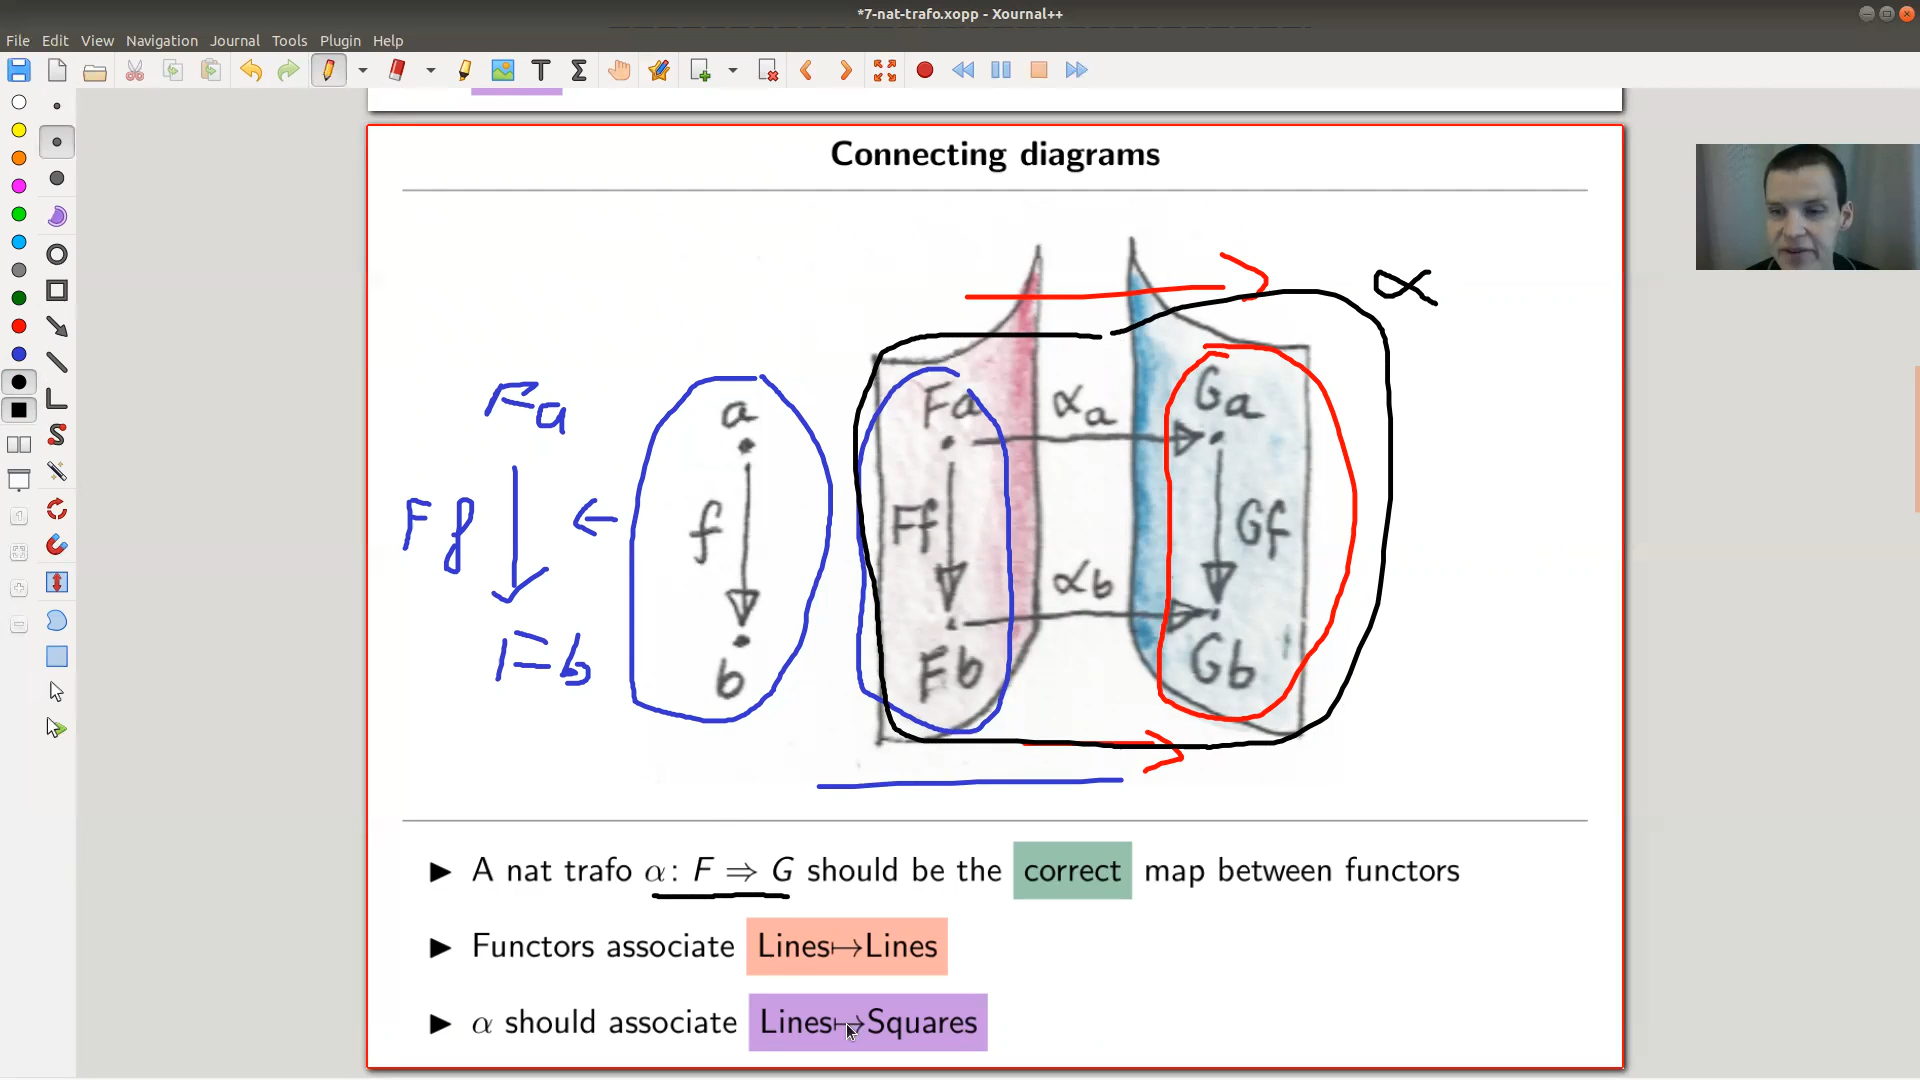 *7-nat-trafo.xopp - Xournal++
File Edit View Navigation Journal Tools Plugin Help
Connecting diagrams
α
Fa a Fa αa Ga
Ff f Ff Gf
Fb b Fb αb Gb
▶ A nat trafo α: F ⇒ G should be the correct map between functors
▶ Functors associate Lines↦Lines
▶ α should associate Lines↦Squares